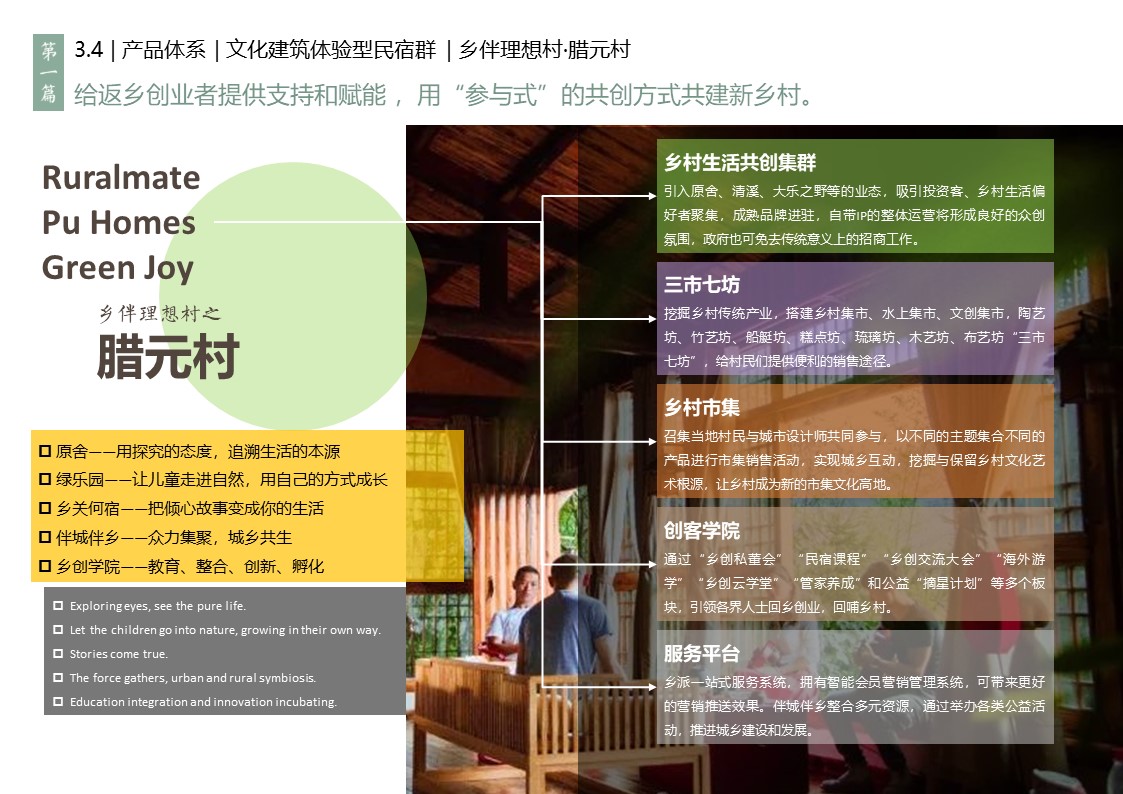 第一篇
3.4 | 产品体系 | 文化建筑体验型民宿群 | 乡伴理想村·腊元村
给返乡创业者提供支持和赋能，用“参与式”的共创方式共建新乡村。
Ruralmate
Pu Homes
Green Joy
乡伴理想村之
腊元村
原舍——用探究的态度，追溯生活的本源
绿乐园——让儿童走进自然，用自己的方式成长
乡关何宿——把倾心故事变成你的生活
伴城伴乡——众力集聚，城乡共生
乡创学院——教育、整合、创新、孵化
Exploring eyes, see the pure life.
Let the children go into nature, growing in their own way.
Stories come true.
The force gathers, urban and rural symbiosis.
Education integration and innovation incubating.
乡村生活共创集群
引入原舍、清溪、大乐之野等的业态，吸引投资客、乡村生活偏
好者聚集，成熟品牌进驻，自带IP的整体运营将形成良好的众创
氛围，政府也可免去传统意义上的招商工作。
三市七坊
挖掘乡村传统产业，搭建乡村集市、水上集市、文创集市，陶艺
坊、竹艺坊、船艇坊、糕点坊、琉璃坊、木艺坊、布艺坊“三市
七坊”，给村民们提供便利的销售途径。
乡村市集
召集当地村民与城市设计师共同参与，以不同的主题集合不同的
产品进行市集销售活动，实现城乡互动，挖掘与保留乡村文化艺
术根源，让乡村成为新的市集文化高地。
创客学院
通过“乡创私董会”“民宿课程”“乡创交流大会”“海外游
学”“乡创云学堂”“管家养成”和公益“摘星计划”等多个板
块，引领各界人士回乡创业，回哺乡村。
服务平台
乡派一站式服务系统，拥有智能会员营销管理系统，可带来更好
的营销推送效果。伴城伴乡整合多元资源，通过举办各类公益活
动，推进城乡建设和发展。